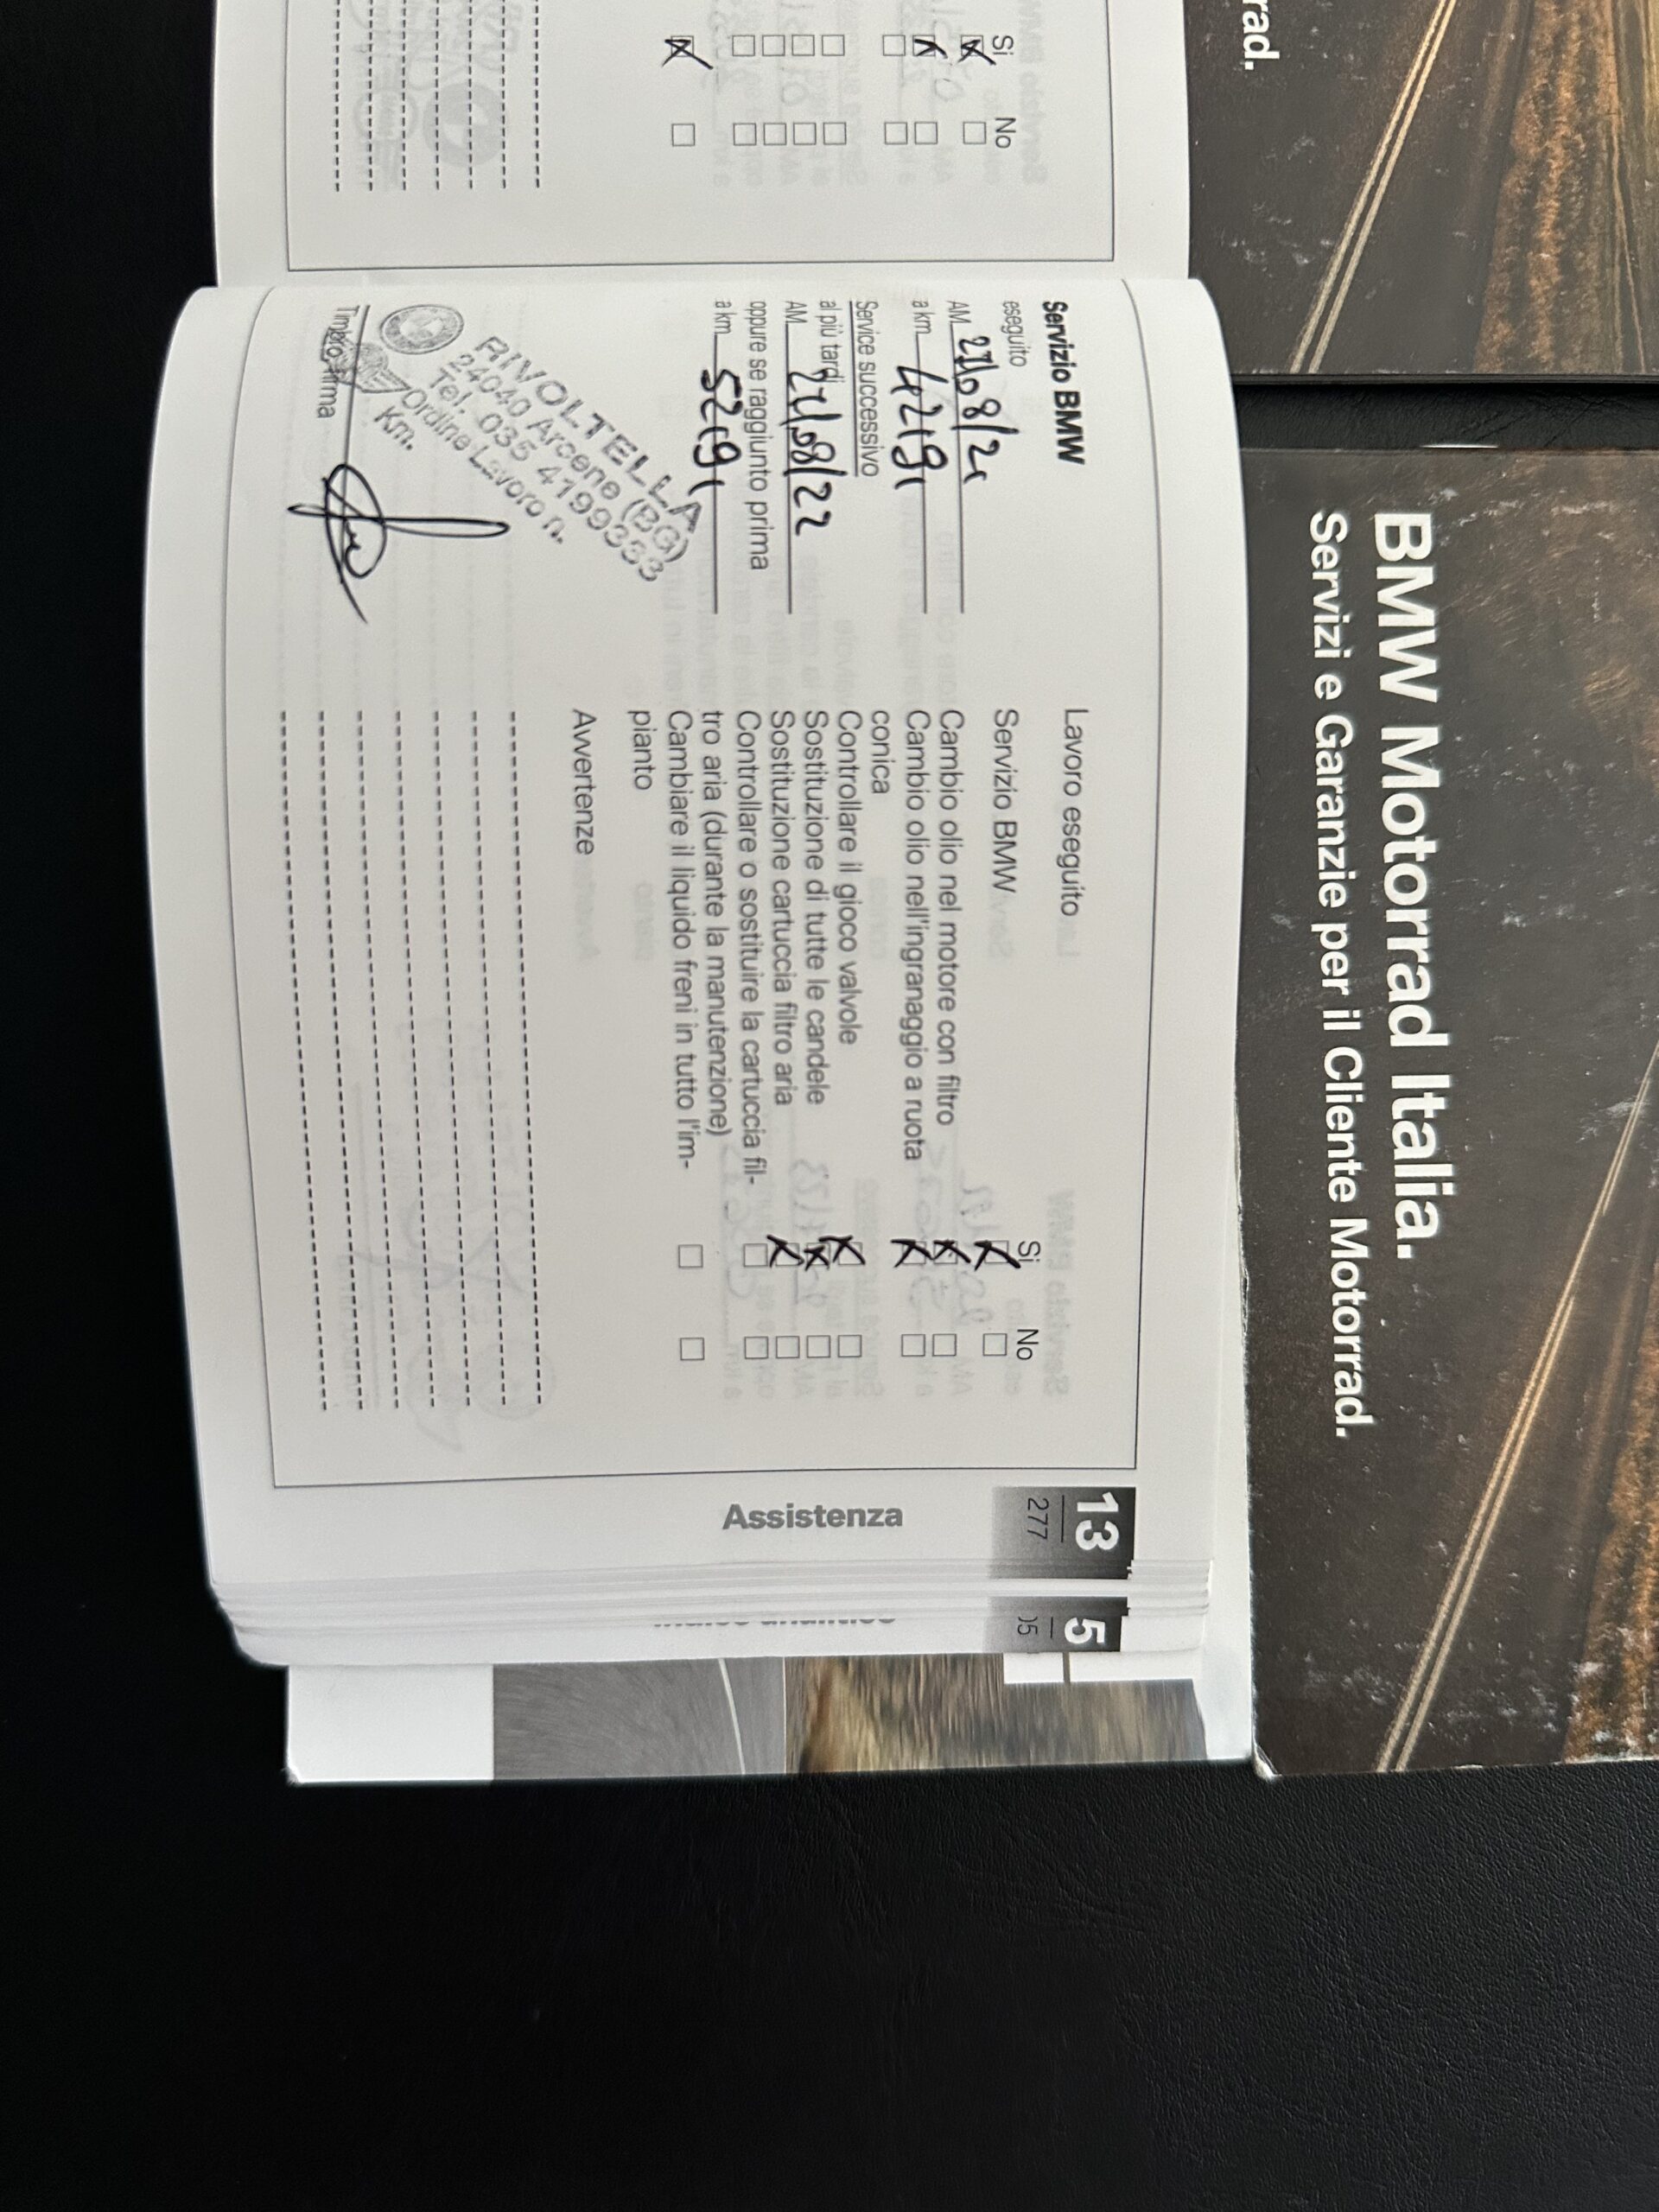 Si No
Servizio BMW
eseguito
AM 27/08/21
a km 42191
Service successivo
al più tardi
AM 27/08/22
oppure se raggiunto prima
a km 52191
RIVOLTELLA
24040 Arcene (BG)
Tel. 035 4199333
Ordine Lavoro n.
Km.
Timbro, firma
Lavoro eseguito
Si No
Servizio BMW
Cambio olio nel motore con filtro
Cambio olio nell'ingranaggio a ruota
conica
Controllare il gioco valvole
Sostituzione di tutte le candele
Sostituzione cartuccia filtro aria
Controllare o sostituire la cartuccia fil-
tro aria (durante la manutenzione)
Cambiare il liquido freni in tutto l'im-
pianto
Avvertenze
13
277
Assistenza
5
rad.
BMW Motorrad Italia.
Servizi e Garanzie per il Cliente Motorrad.